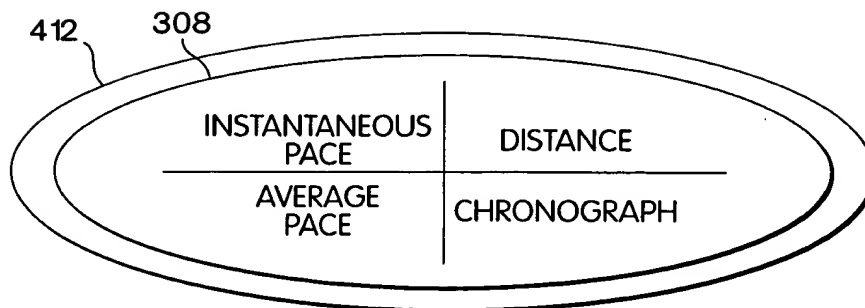 412
308
INSTANTANEOUS
PACE
DISTANCE
AVERAGE
PACE
CHRONOGRAPH